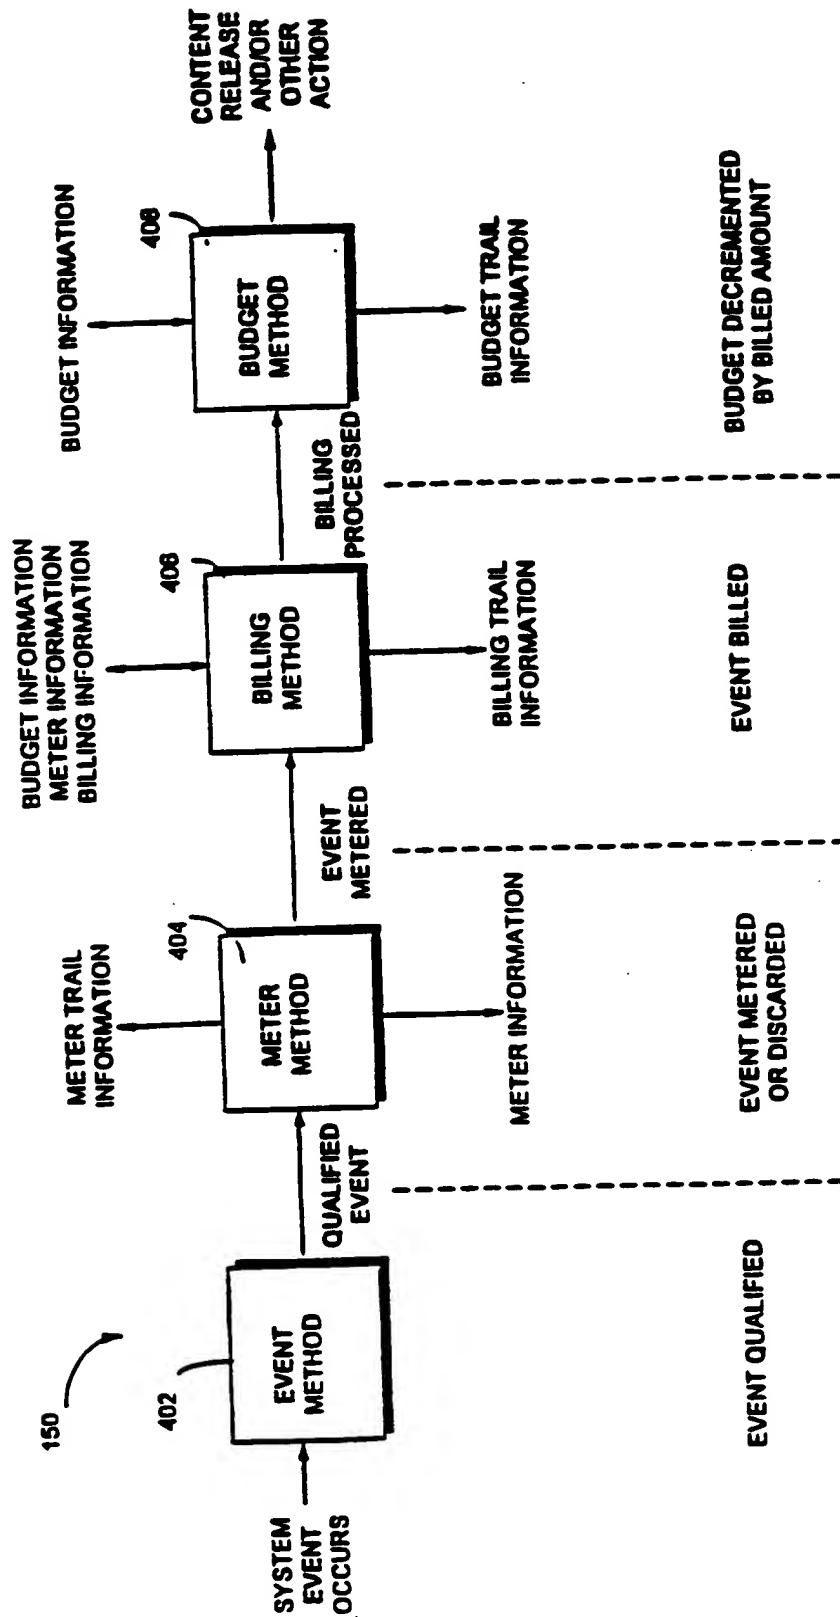 150
SYSTEM
EVENT
OCCURS
402
EVENT
METHOD
QUALIFIED
EVENT
METER TRAIL
INFORMATION
404
METER
METHOD
METER INFORMATION
EVENT
METERED
BUDGET INFORMATION
METER INFORMATION
BILLING INFORMATION
406
BILLING
METHOD
BILLING TRAIL
INFORMATION
BILLING
PROCESSED
BUDGET INFORMATION
408
BUDGET
METHOD
BUDGET TRAIL
INFORMATION
CONTENT
RELEASE
AND/OR
OTHER
ACTION
EVENT QUALIFIED
EVENT METERED
OR DISCARDED
EVENT BILLED
BUDGET DECREMENTED
BY BILLED AMOUNT